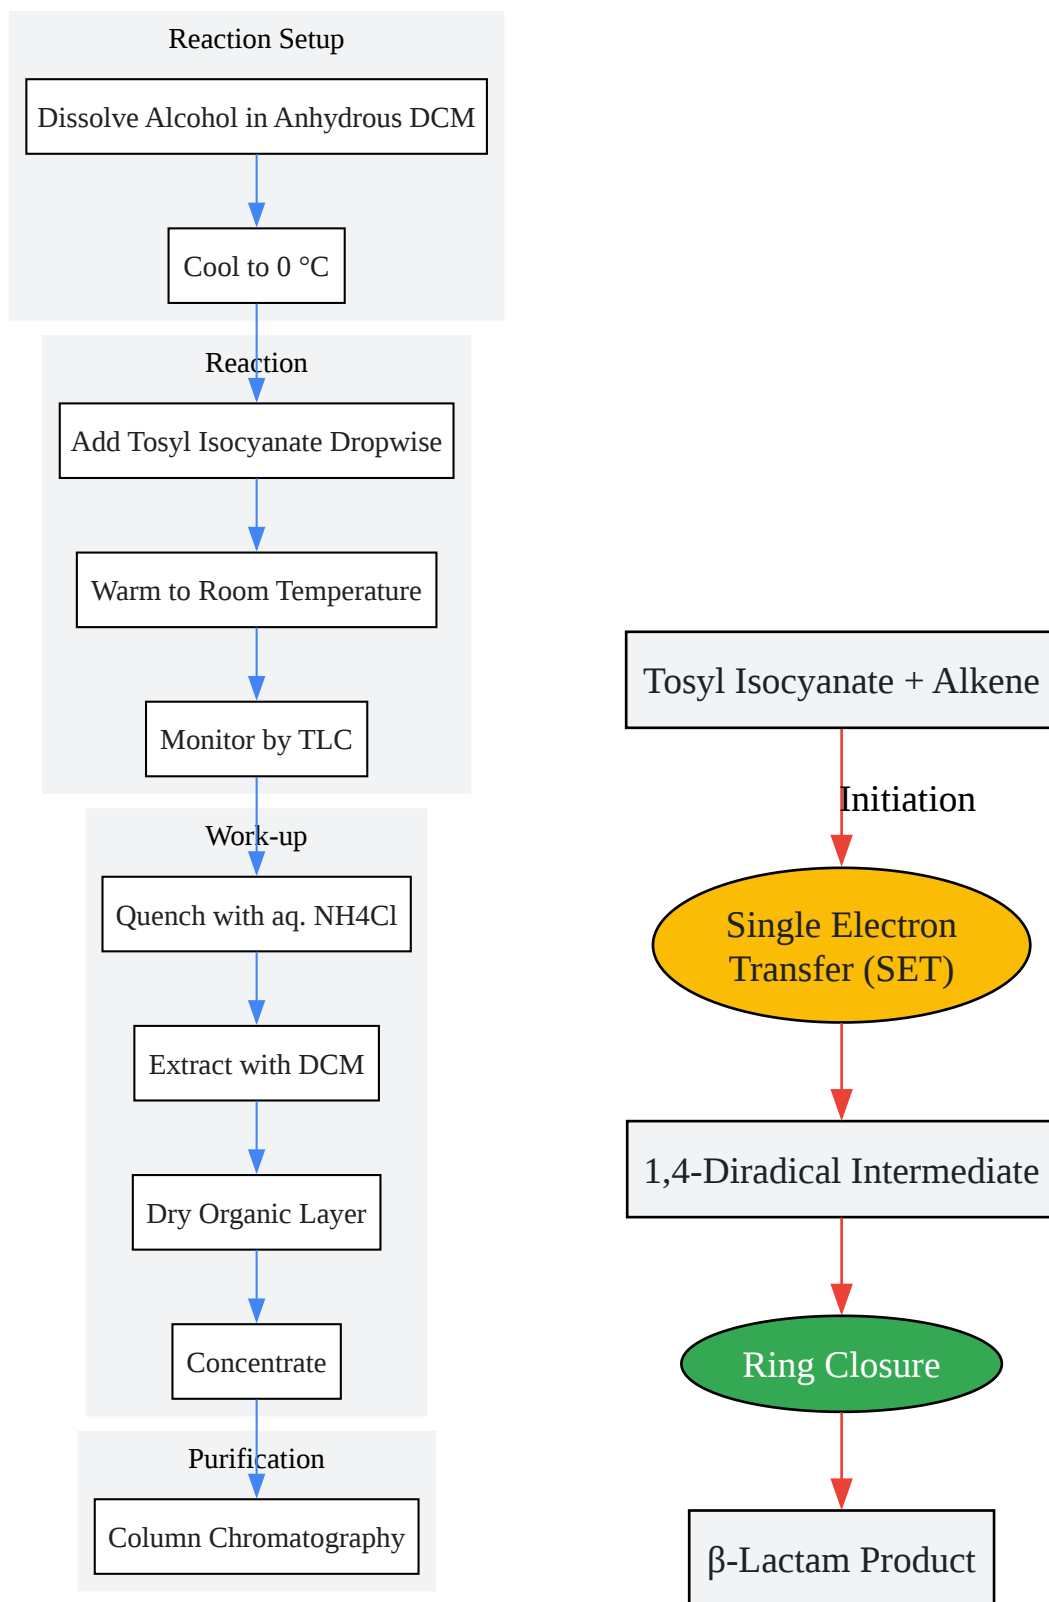 Reaction Setup
Dissolve Alcohol in Anhydrous DCM
Cool to 0 °C
Reaction
Add Tosyl Isocyanate Dropwise
Warm to Room Temperature
Monitor by TLC
Work-up
Quench with aq. NH4Cl
Extract with DCM
Dry Organic Layer
Concentrate
Purification
Column Chromatography
Tosyl Isocyanate + Alkene
Initiation
Single Electron
Transfer (SET)
1,4-Diradical Intermediate
Ring Closure
β-Lactam Product